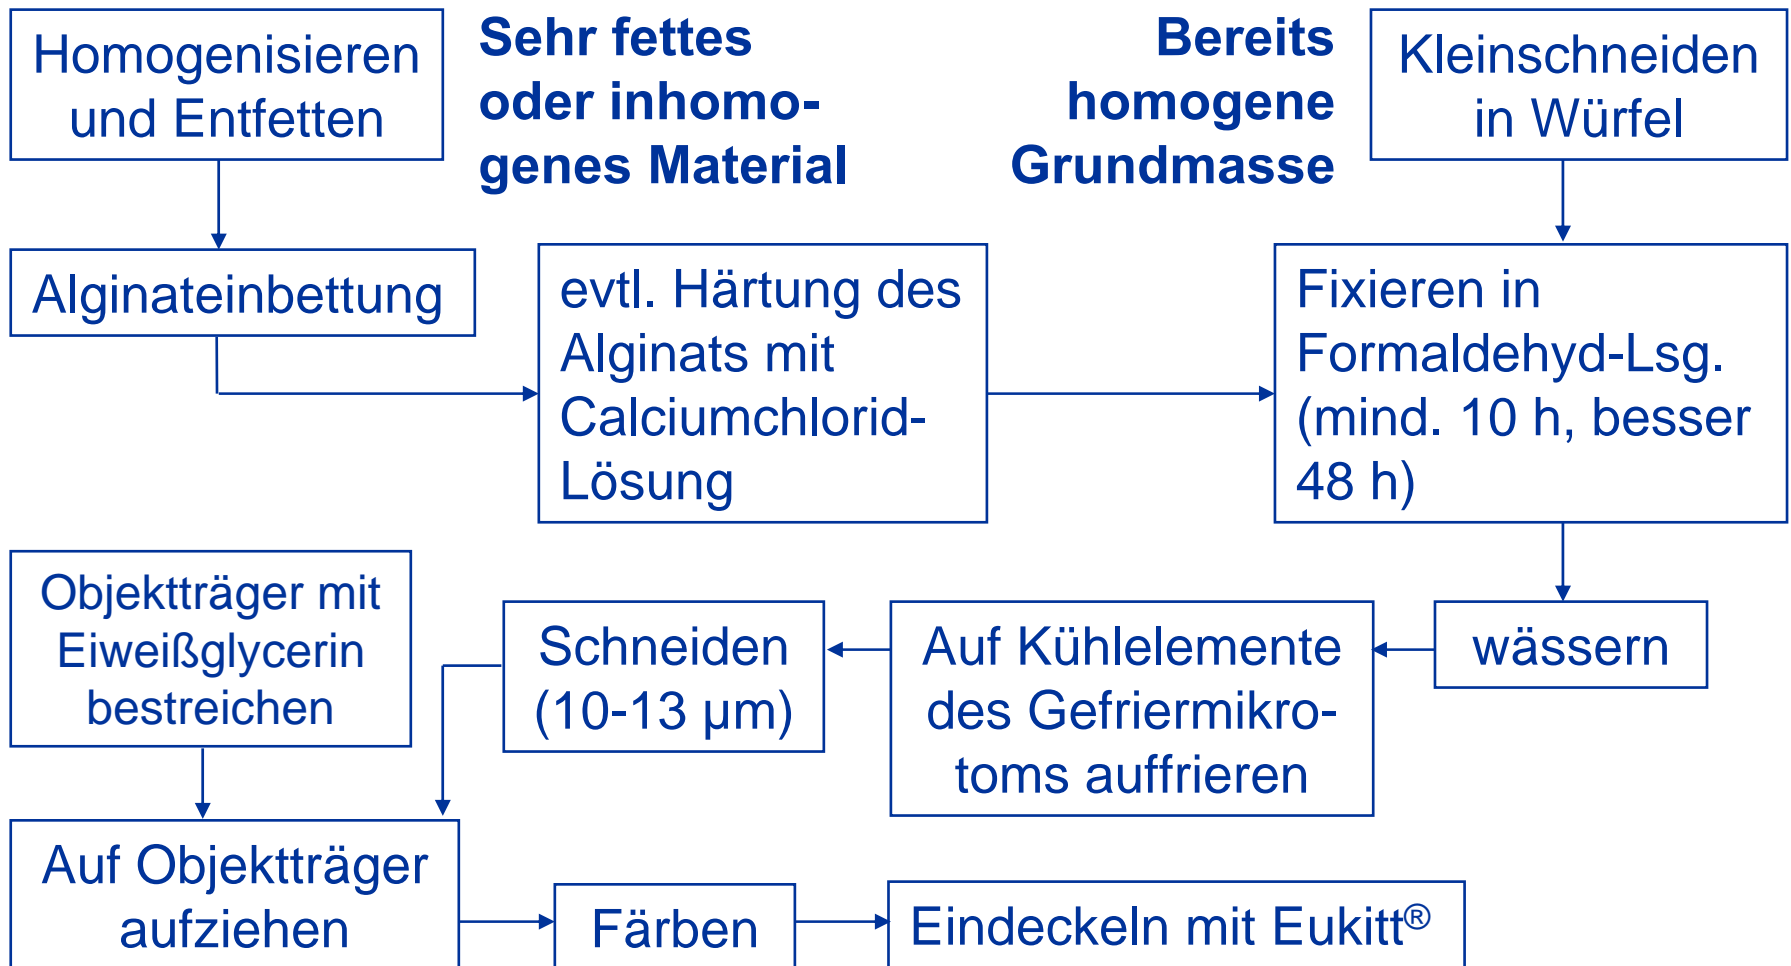 Homogenisieren
und Entfetten
Sehr fettes
oder inhomo-
genes Material
Bereits
homogene
Grundmasse
Kleinschneiden
in Würfel
Alginateinbettung
evtl. Härtung des
Alginats mit
Calciumchlorid-
Lösung
Fixieren in
Formaldehyd-Lsg.
(mind. 10 h, besser
48 h)
Objektträger mit
Eiweißglycerin
bestreichen
Schneiden
(10-13 µm)
Auf Kühlelemente
des Gefriermikro-
toms auffrieren
wässern
Auf Objektträger
aufziehen
Färben
Eindeckeln mit Eukitt®